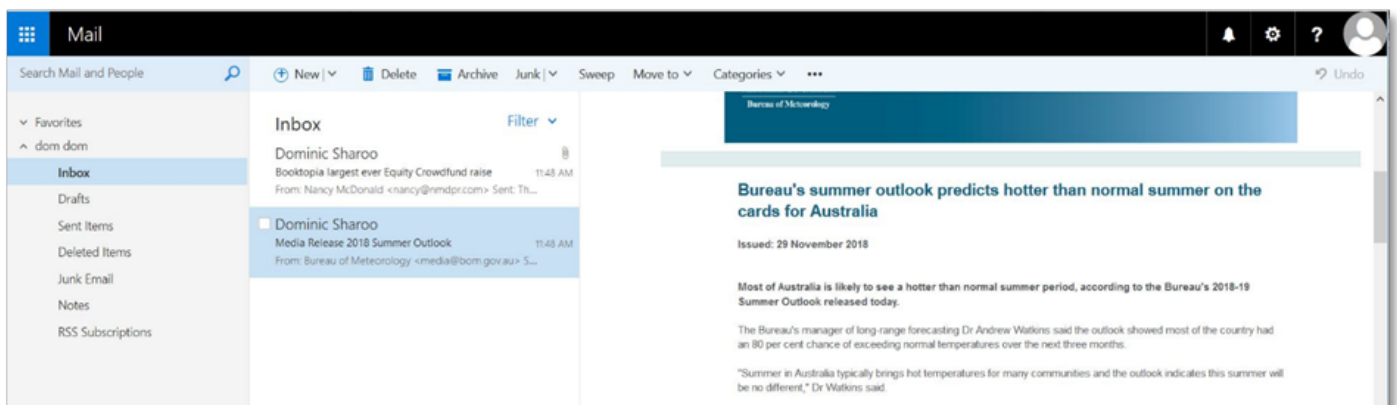 Mail
?
Search Mail and People
New
Delete
Archive
Junk
Sweep
Move to
Categories
•••
Undo
Favorites
dom dom
Inbox
Drafts
Sent Items
Deleted Items
Junk Email
Notes
RSS Subscriptions
Inbox
Filter
Dominic Sharoo
Booktopia largest ever Equity Crowdfund raise 11:48 AM
From: Nancy McDonald <nancy@nmdpr.com> Sent: Th...
Dominic Sharoo
Media Release 2018 Summer Outlook 11:48 AM
From: Bureau of Meteorology <media@bom.gov.au> S...
Bureau of Meteorology
Bureau's summer outlook predicts hotter than normal summer on the
cards for Australia
Issued: 29 November 2018
Most of Australia is likely to see a hotter than normal summer period, according to the Bureau's 2018-19
Summer Outlook released today.
The Bureau's manager of long-range forecasting Dr Andrew Watkins said the outlook showed most of the country had
an 80 per cent chance of exceeding normal temperatures over the next three months.
"Summer in Australia typically brings hot temperatures for many communities and the outlook indicates this summer will
be no different," Dr Watkins said.